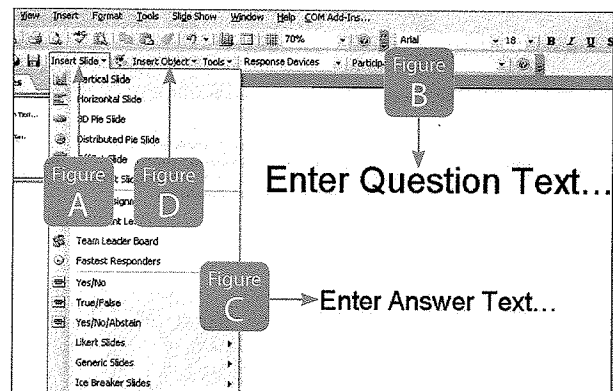 View Insert Format Tools Slide Show Window Help COM Add-Ins...
70% Arial 18 B I U S
Insert Slide Insert Object Tools Response Devices
Vertical Slide
Horizontal Slide
3D Pie Slide
Distributed Pie Slide
Slide
Figure A
Figure D
Figure B
Enter Question Text...
Team Leader Board
Fastest Responders
Yes/No
Figure C
Enter Answer Text...
True/False
Yes/No/Abstain
Likert Slides
Generic Slides
Ice Breaker Slides